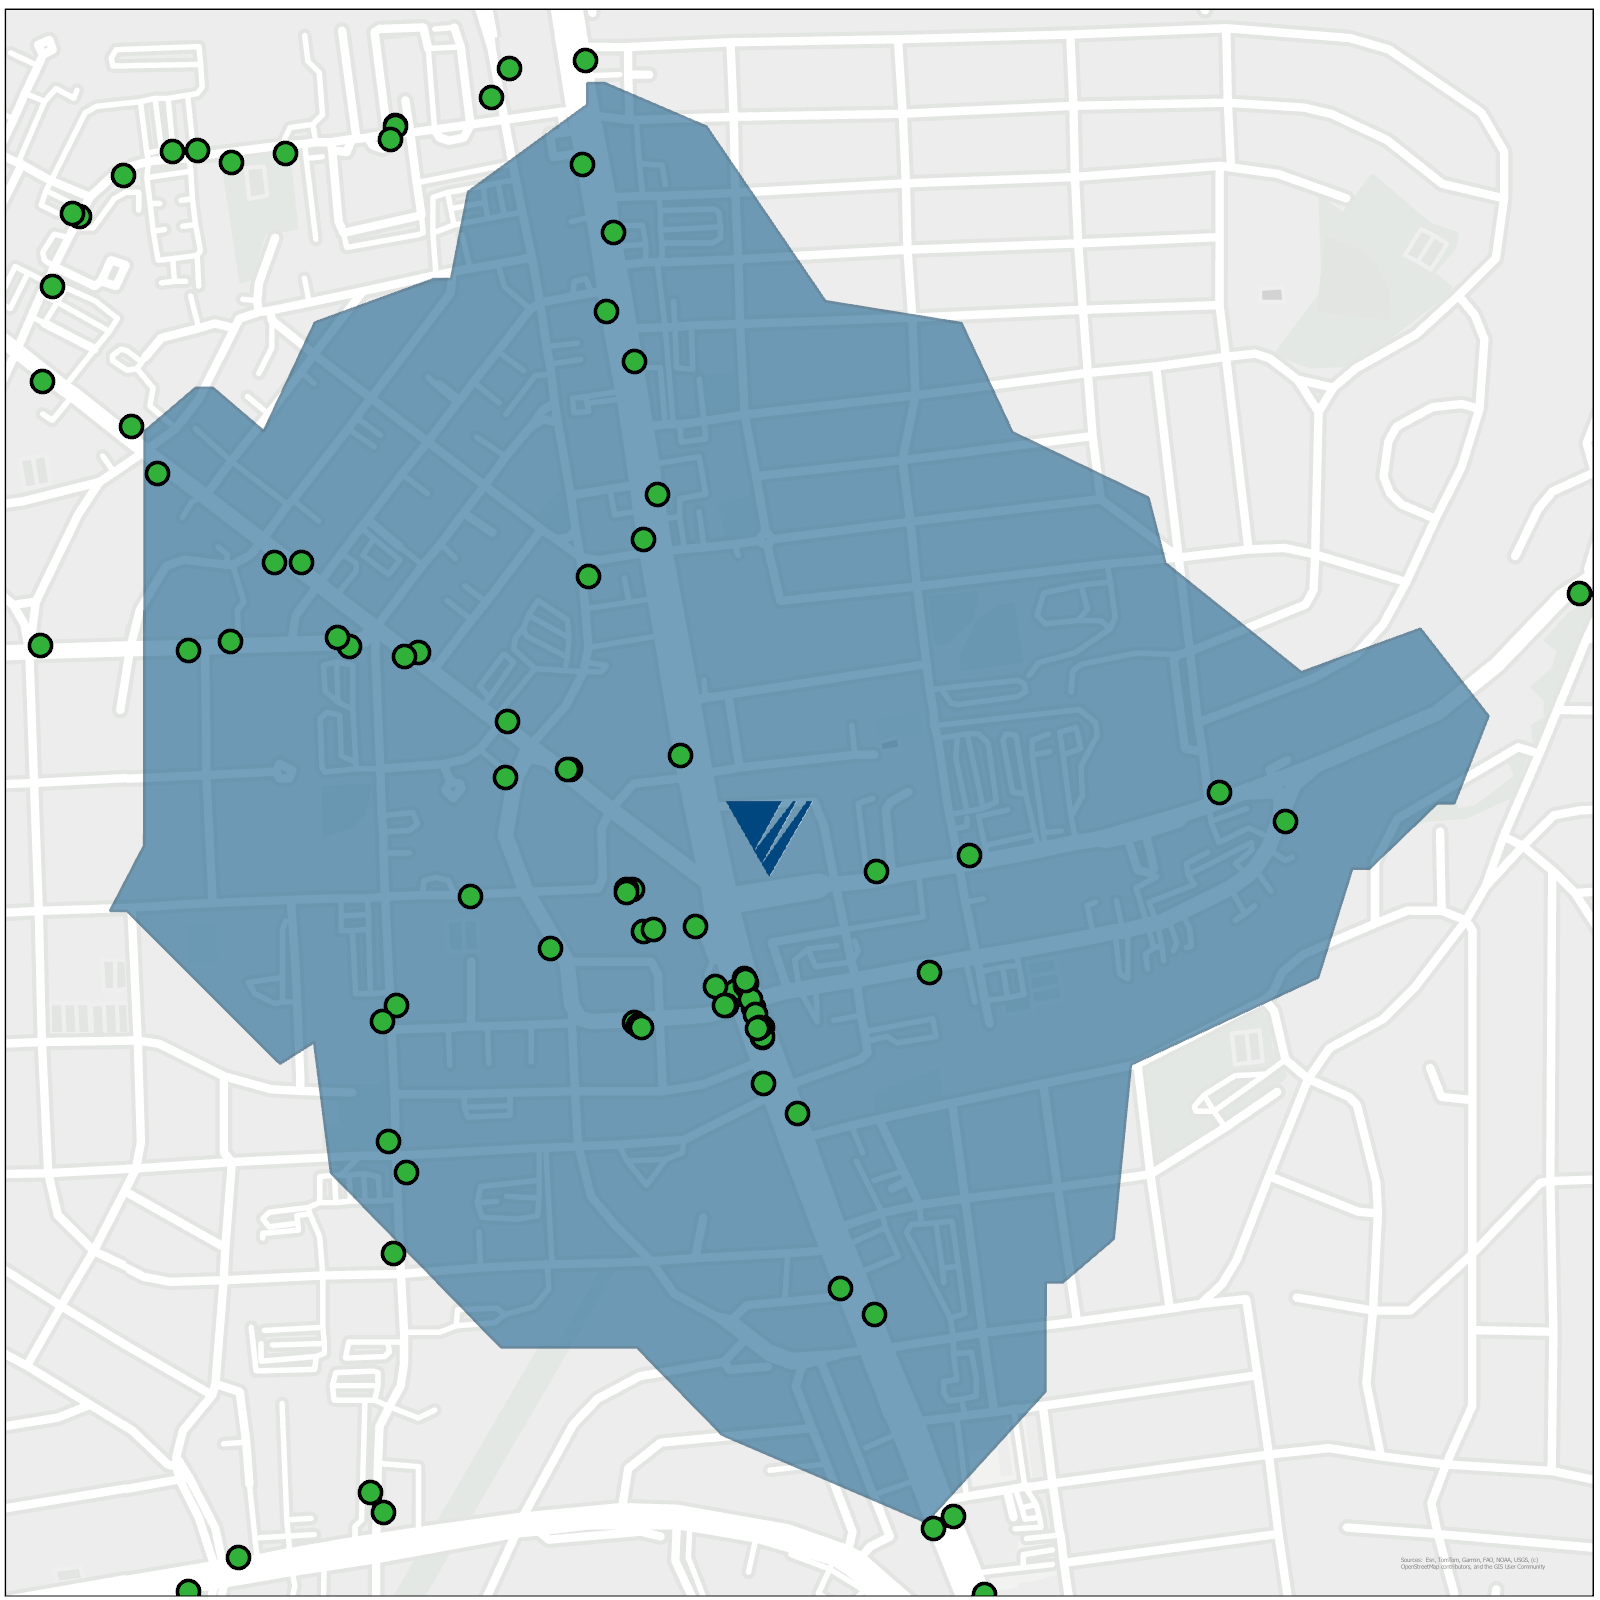 Sources: Esri, TomTom, Garmin, FAO, NOAA, USGS, (c)
OpenStreetMap contributors, and the GIS User Community